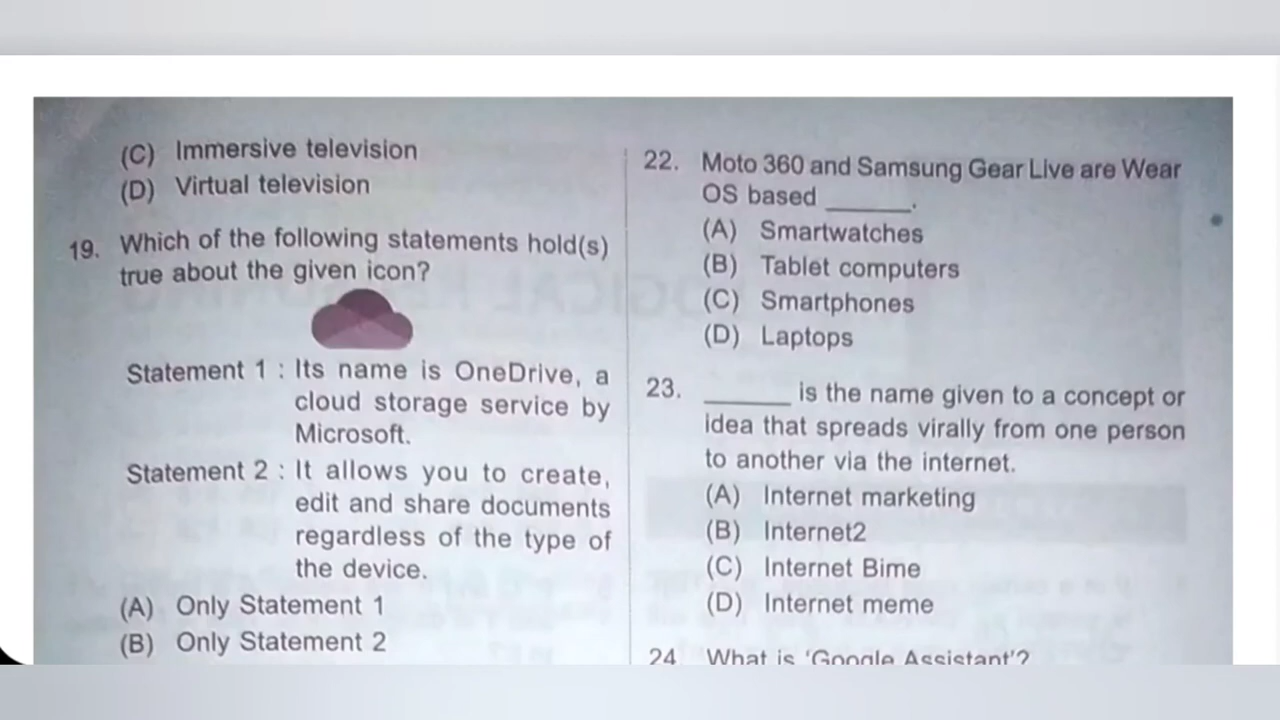 (C) Immersive television
(D) Virtual television
19. Which of the following statements hold(s)
true about the given icon?
Statement 1 : Its name is OneDrive, a
cloud storage service by
Microsoft.
Statement 2 : It allows you to create,
edit and share documents
regardless of the type of
the device.
(A) Only Statement 1
(B) Only Statement 2
22. Moto 360 and Samsung Gear Live are Wear
OS based ______.
(A) Smartwatches
(B) Tablet computers
(C) Smartphones
(D) Laptops
23. ______ is the name given to a concept or
idea that spreads virally from one person
to another via the internet.
(A) Internet marketing
(B) Internet2
(C) Internet Bime
(D) Internet meme
24 What is 'Google Assistant'?